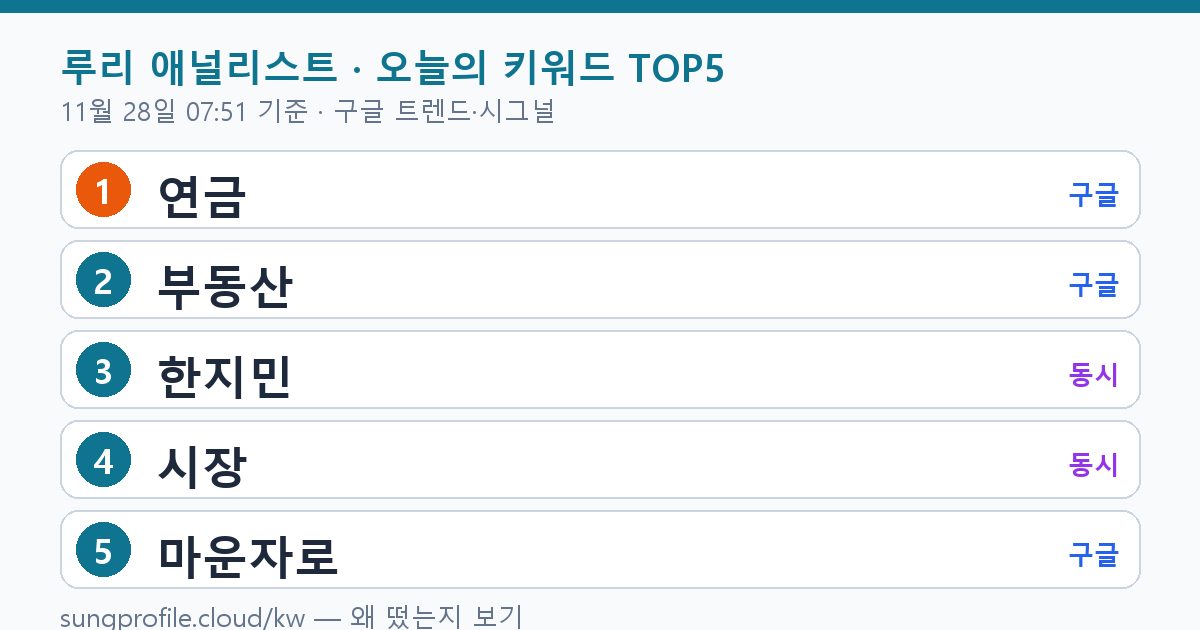 루리 애널리스트 · 오늘의 키워드 TOP5
11월 28일 07:51 기준 · 구글 트렌드·시그널
1 연금 구글
2 부동산 구글
3 한지민 동시
4 시장 동시
5 마운자로 구글
sungprofile.cloud/kw — 왜 떴는지 보기